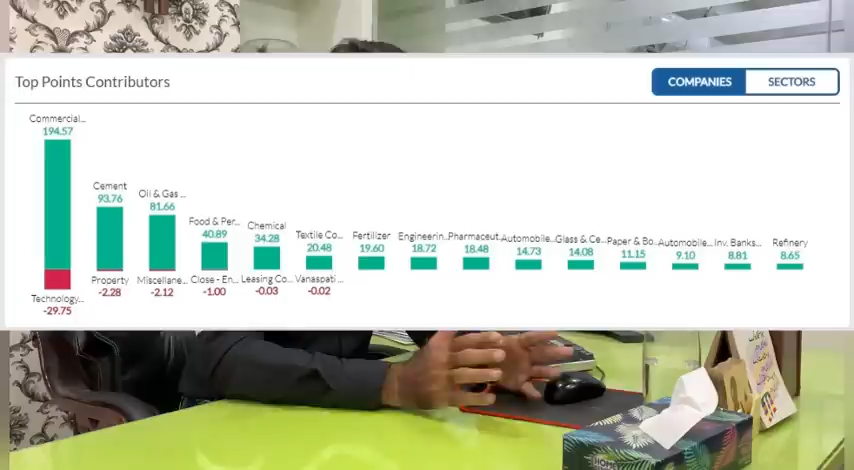 Top Points Contributors
COMPANIES
SECTORS
Commercial...
194.57
Cement
93.76
Oil & Gas ...
81.66
Food & Per...
40.89
Chemical
34.28
Textile Co...
20.48
Fertilizer
19.60
Engineerin...
18.72
Pharmaceut...
18.48
Automobile...
14.73
Glass & Ce...
14.08
Paper & Bo...
11.15
Automobile...
9.10
Inv. Banks...
8.81
Refinery
8.65
Technology...
-29.75
Property
-2.28
Miscellane...
-2.12
Close - En...
-1.00
Leasing Co...
-0.03
Vanaspati ...
-0.02